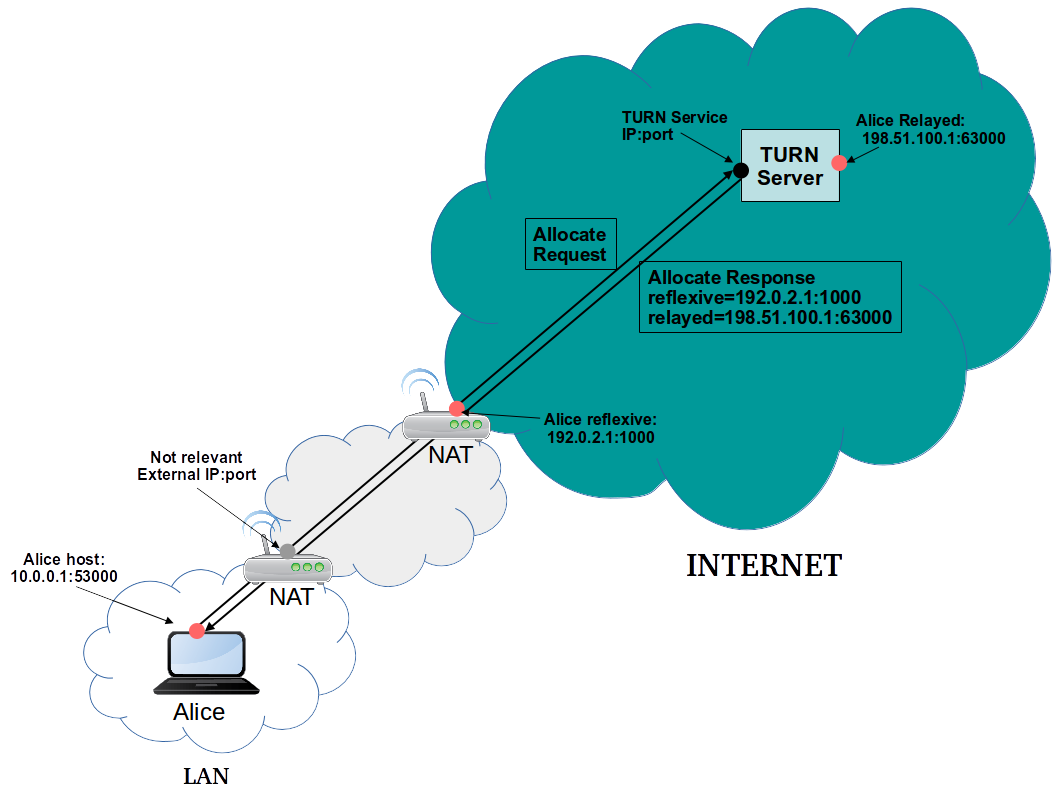 TURN Service
IP:port
Alice Relayed:
198.51.100.1:63000
TURN
Server
Allocate
Request
Allocate Response
reflexive=192.0.2.1:1000
relayed=198.51.100.1:63000
Alice reflexive:
192.0.2.1:1000
NAT
Not relevant
External IP:port
INTERNET
Alice host:
10.0.0.1:53000
NAT
Alice
LAN